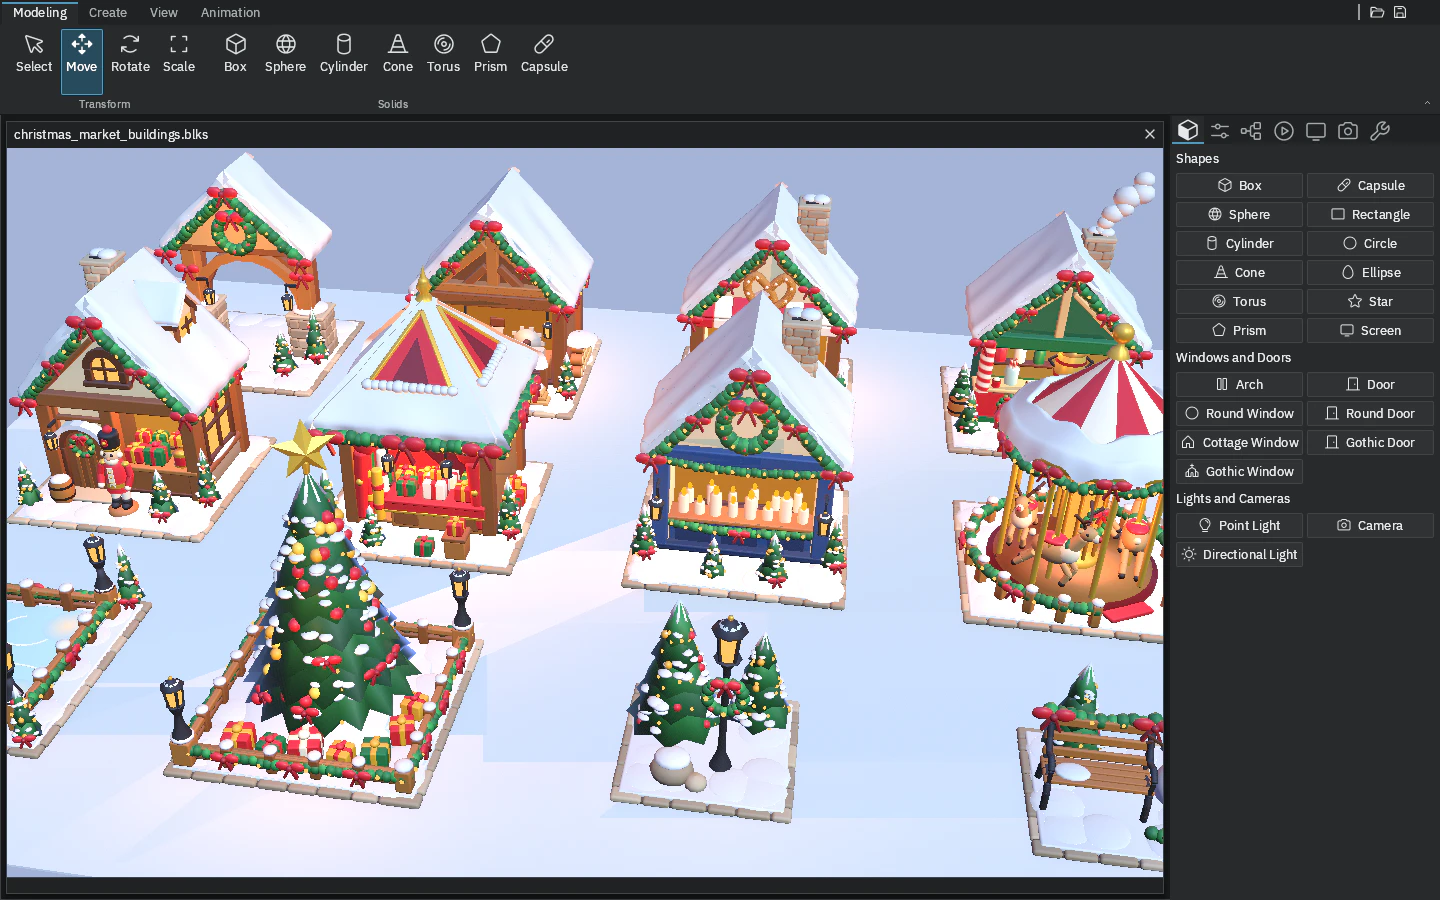 Modeling Create View Animation
Select Move Rotate Scale Box Sphere Cylinder Cone Torus Prism Capsule
Transform Solids
christmas_market_buildings.blks
Shapes
Box Capsule
Sphere Rectangle
Cylinder Circle
Cone Ellipse
Torus Star
Prism Screen
Windows and Doors
Arch Door
Round Window Round Door
Cottage Window Gothic Door
Gothic Window
Lights and Cameras
Point Light Camera
Directional Light